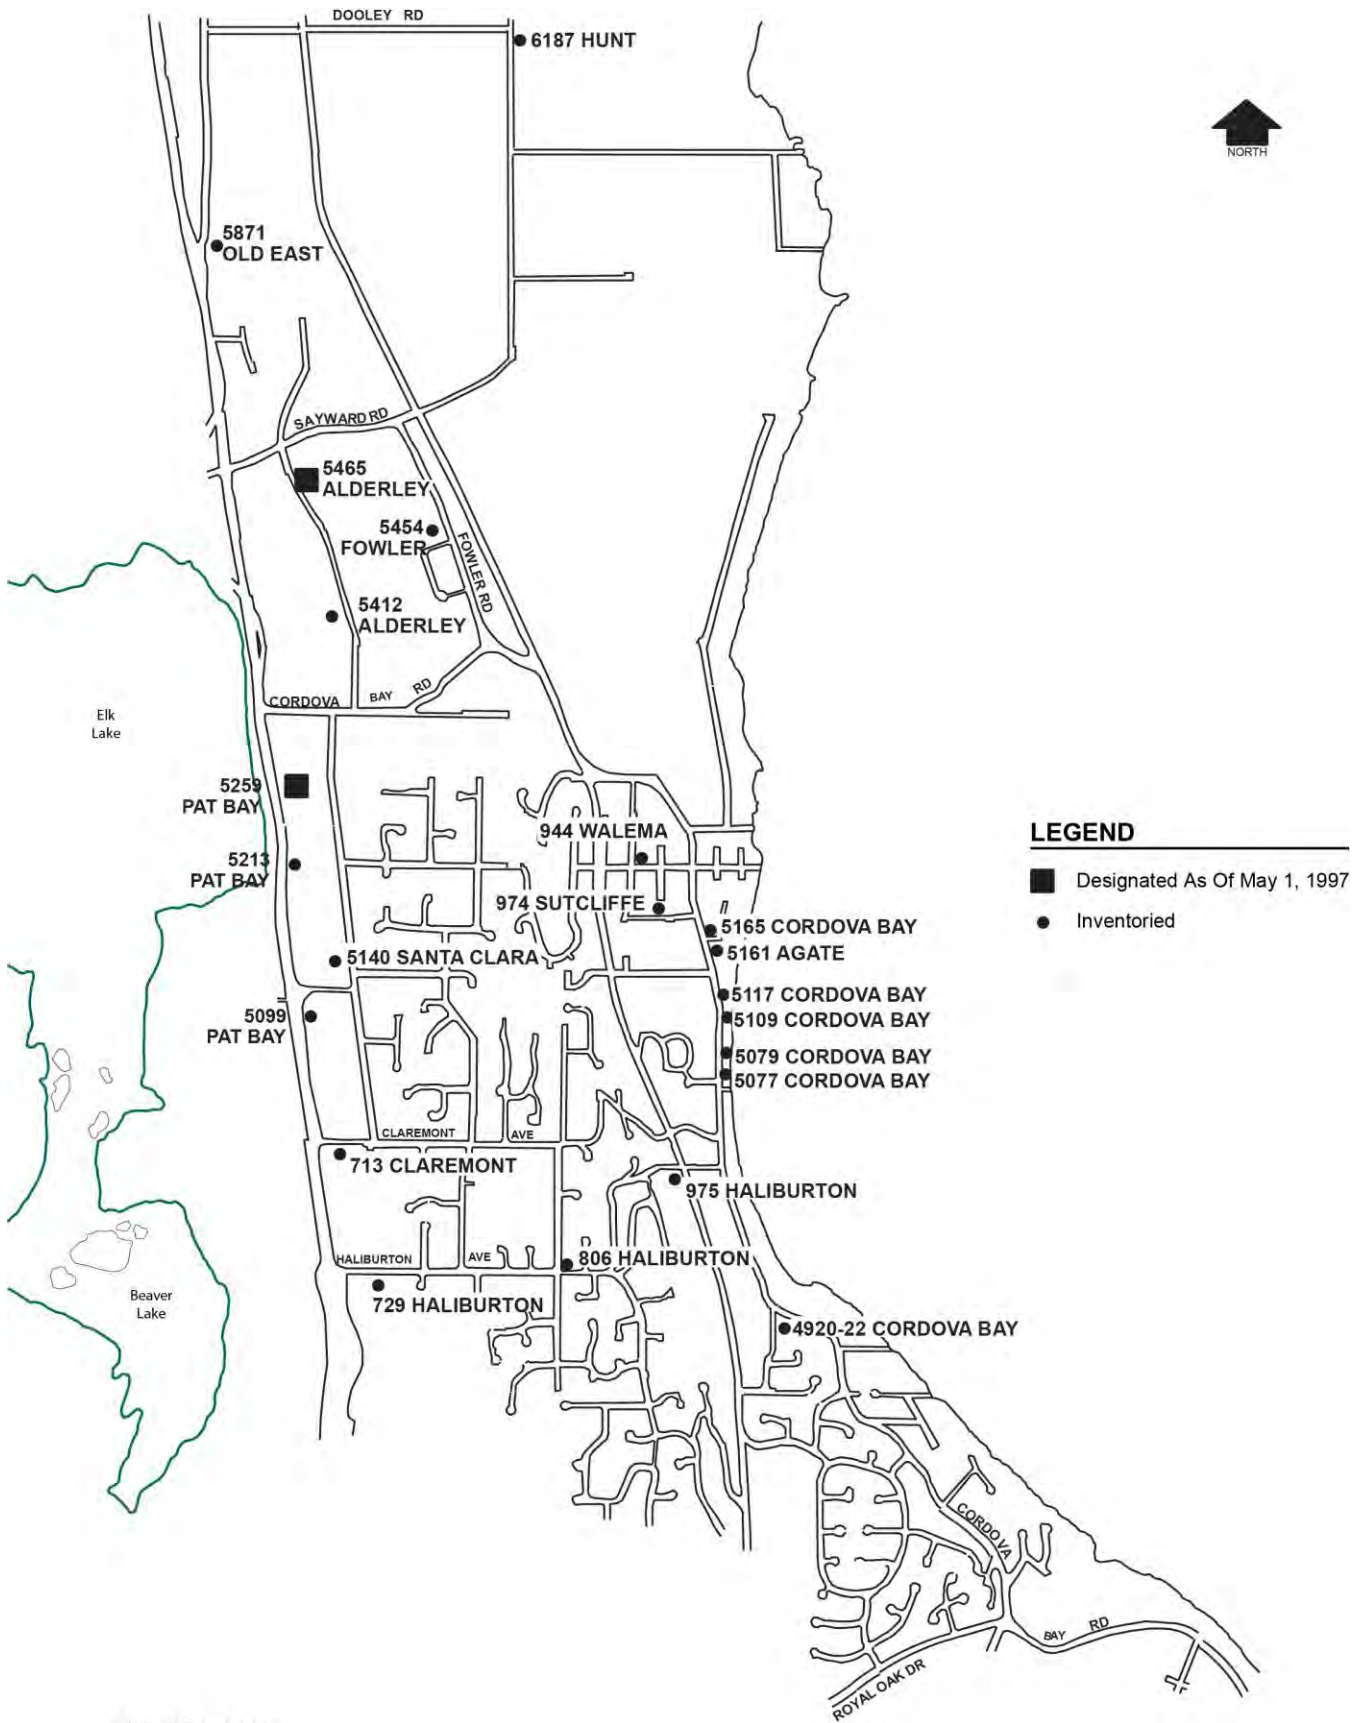 DOOLEY RD
6187 HUNT
NORTH
5871
OLD EAST
SAYWARD RD
5465
ALDERLEY
5454
FOWLER
FOWLER RD
5412
ALDERLEY
CORDOVA BAY RD
Elk
Lake
5259
PAT BAY
944 WALEMA
LEGEND
Designated As Of May 1, 1997
Inventoried
5213
PAT BAY
974 SUTCLIFFE
5165 CORDOVA BAY
5161 AGATE
5140 SANTA CLARA
5117 CORDOVA BAY
5099
PAT BAY
5109 CORDOVA BAY
5079 CORDOVA BAY
5077 CORDOVA BAY
CLAREMONT AVE
713 CLAREMONT
975 HALIBURTON
HALIBURTON AVE
806 HALIBURTON
Beaver
Lake
729 HALIBURTON
4920-22 CORDOVA BAY
CORDOVA
BAY RD
ROYAL OAK DR